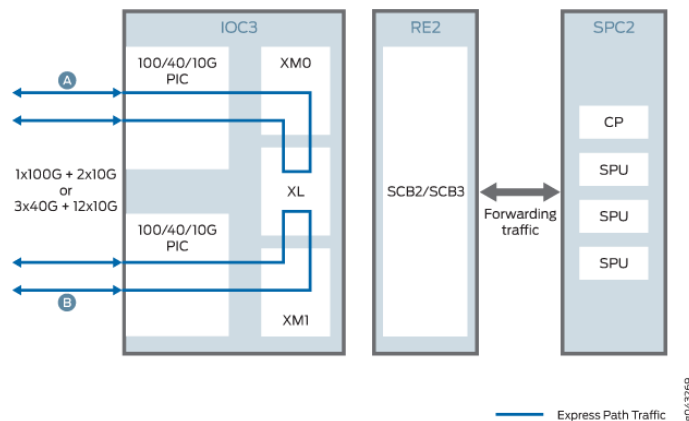 IOC3
RE2
SPC2
100/40/10G
PIC
XM0
A
CP
1x100G + 2x10G
or
3x40G + 12x10G
XL
SCB2/SCB3
Forwarding
traffic
SPU
SPU
SPU
100/40/10G
PIC
B
XM1
Express Path Traffic
g043269